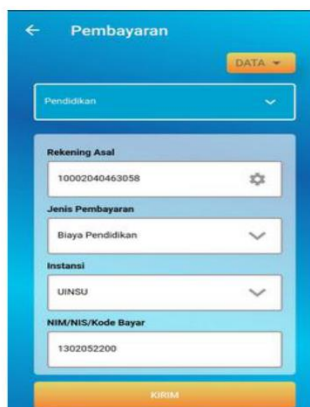 Pembayaran
DATA
Pendidikan
Rekening Asal
10002040463058
Jenis Pembayaran
Biaya Pendidikan
Instansi
UINSU
NIM/NIS/Kode Bayar
1302052200
KIRIM